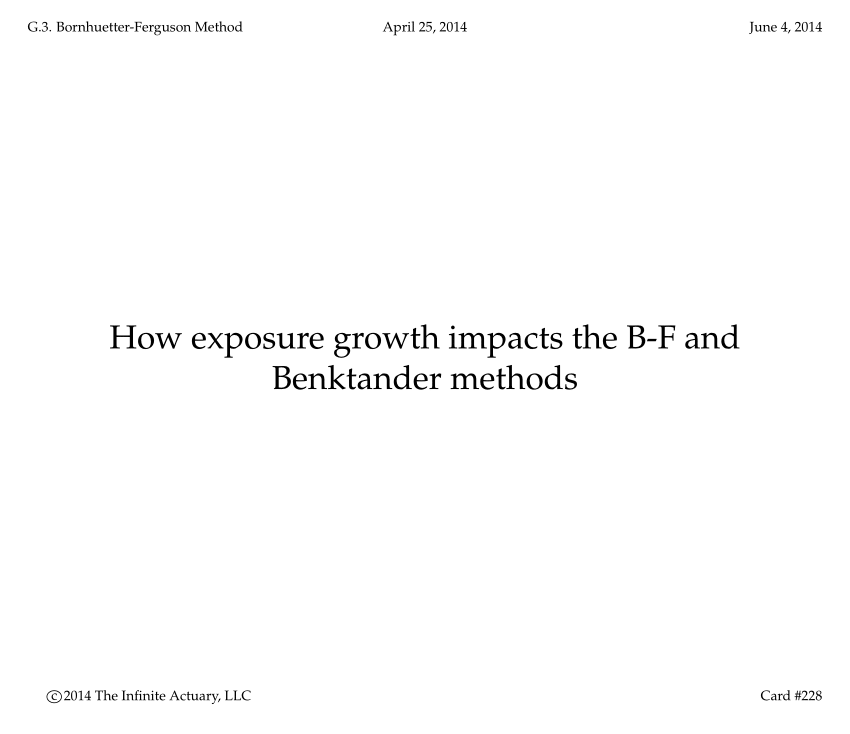 G.3. Bornhuetter-Ferguson Method April 25, 2014 June 4, 2014
How exposure growth impacts the B-F and
Benktander methods
©2014 The Infinite Actuary, LLC Card #228